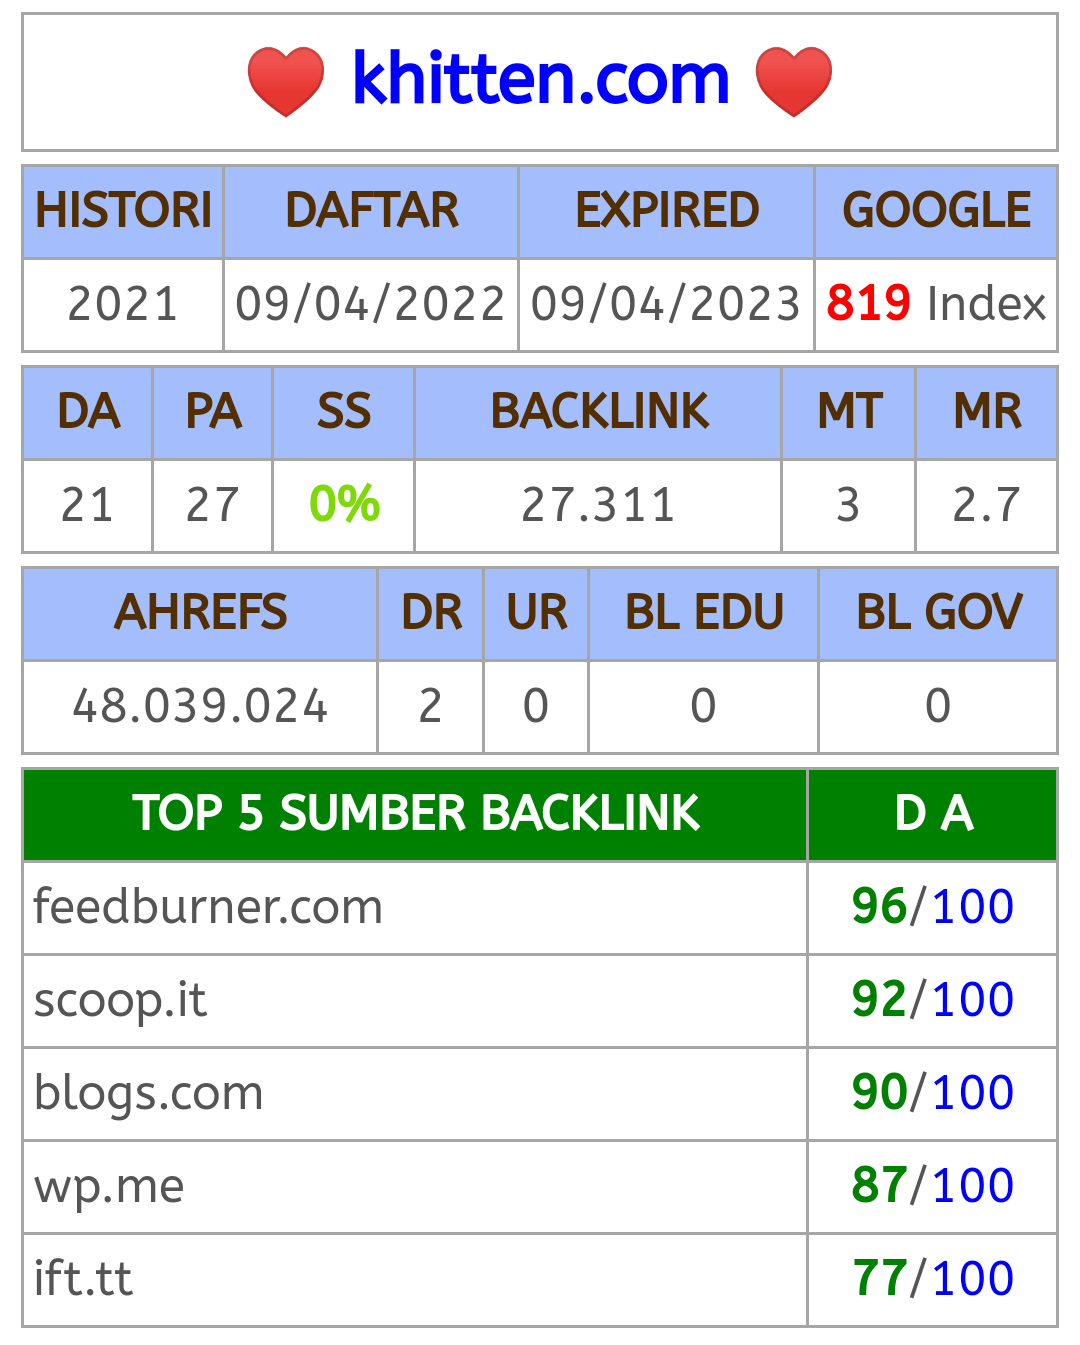 khitten.com
HISTORI DAFTAR EXPIRED GOOGLE
2021 09/04/2022 09/04/2023 819 Index
DA PA SS BACKLINK MT MR
21 27 0% 27.311 3 2.7
AHREFS DR UR BL EDU BL GOV
48.039.024 2 0 0 0
TOP 5 SUMBER BACKLINK D A
feedburner.com 96/100
scoop.it 92/100
blogs.com 90/100
wp.me 87/100
ift.tt 77/100